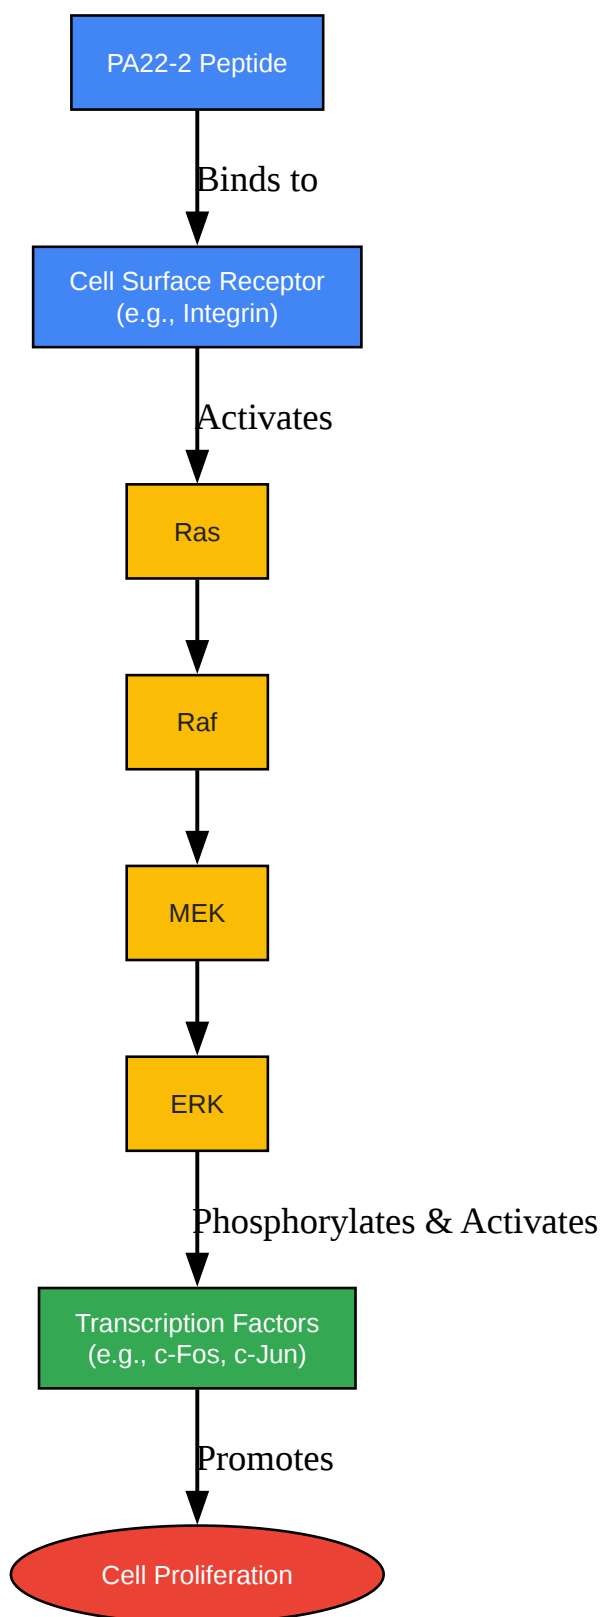 PA22-2 Peptide
Binds to
Cell Surface Receptor
(e.g., Integrin)
Activates
Ras
Raf
MEK
ERK
Phosphorylates & Activates
Transcription Factors
(e.g., c-Fos, c-Jun)
Promotes
Cell Proliferation